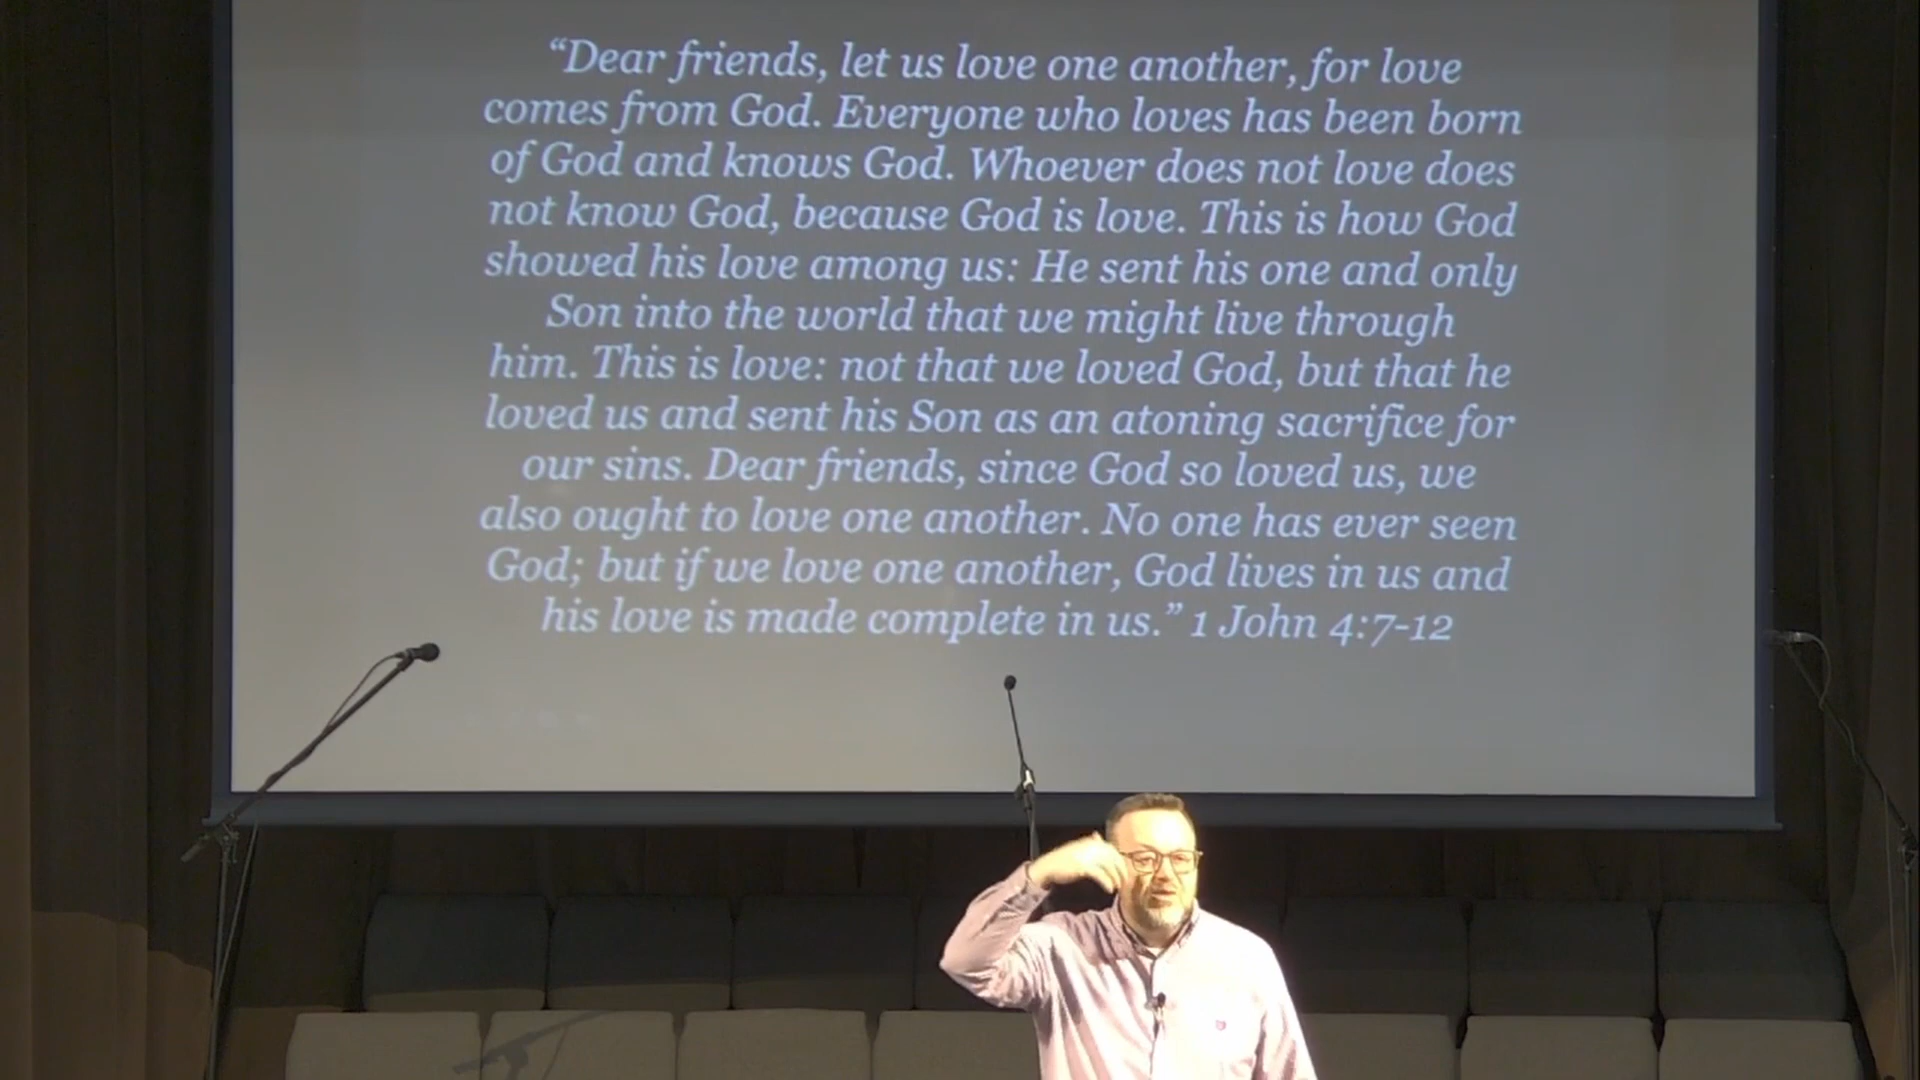 “Dear friends, let us love one another, for love
comes from God. Everyone who loves has been born
of God and knows God. Whoever does not love does
not know God, because God is love. This is how God
showed his love among us: He sent his one and only
Son into the world that we might live through
him. This is love: not that we loved God, but that he
loved us and sent his Son as an atoning sacrifice for
our sins. Dear friends, since God so loved us, we
also ought to love one another. No one has ever seen
God; but if we love one another, God lives in us and
his love is made complete in us.” 1 John 4:7-12